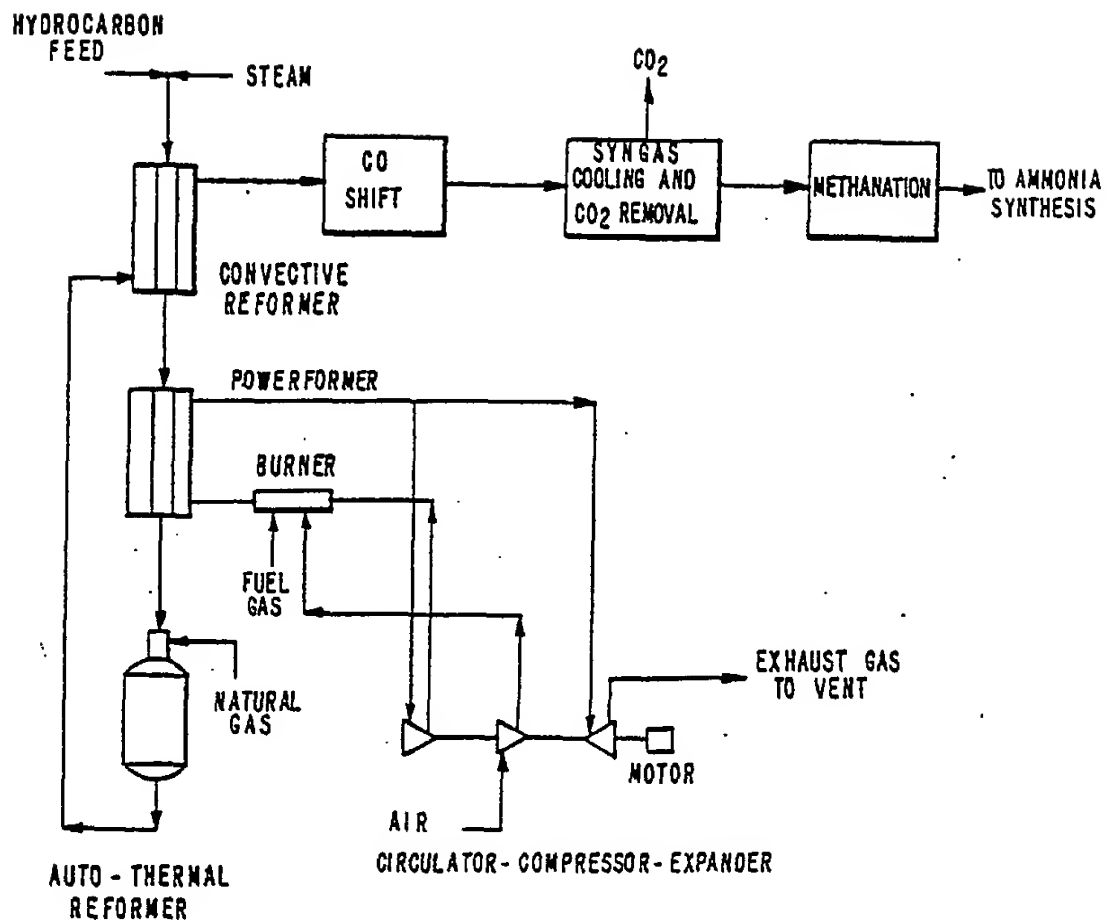 HYDROCARBON
FEED
STEAM
CO₂
CO
SHIFT
SYNGAS
COOLING AND
CO₂ REMOVAL
METHANATION
TO AMMONIA
SYNTHESIS
CONVECTIVE
REFORMER
POWERFORMER
BURNER
FUEL
GAS
NATURAL
GAS
EXHAUST GAS
TO VENT
MOTOR
AIR
CIRCULATOR-COMPRESSOR-EXPANDER
AUTO-THERMAL
REFORMER